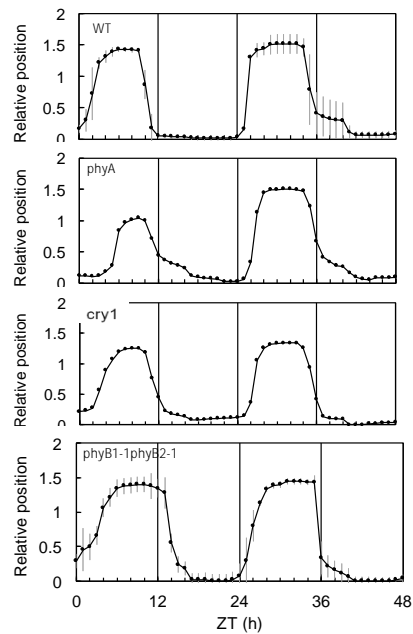 2
WT
1.5
1
0.5
0
Relative position
2
phyA
1.5
1
0.5
0
Relative position
2
cry1
1.5
1
0.5
0
Relative position
2
phyB1-1phyB2-1
1.5
1
0.5
0
Relative position
0 12 24 36 48
ZT (h)